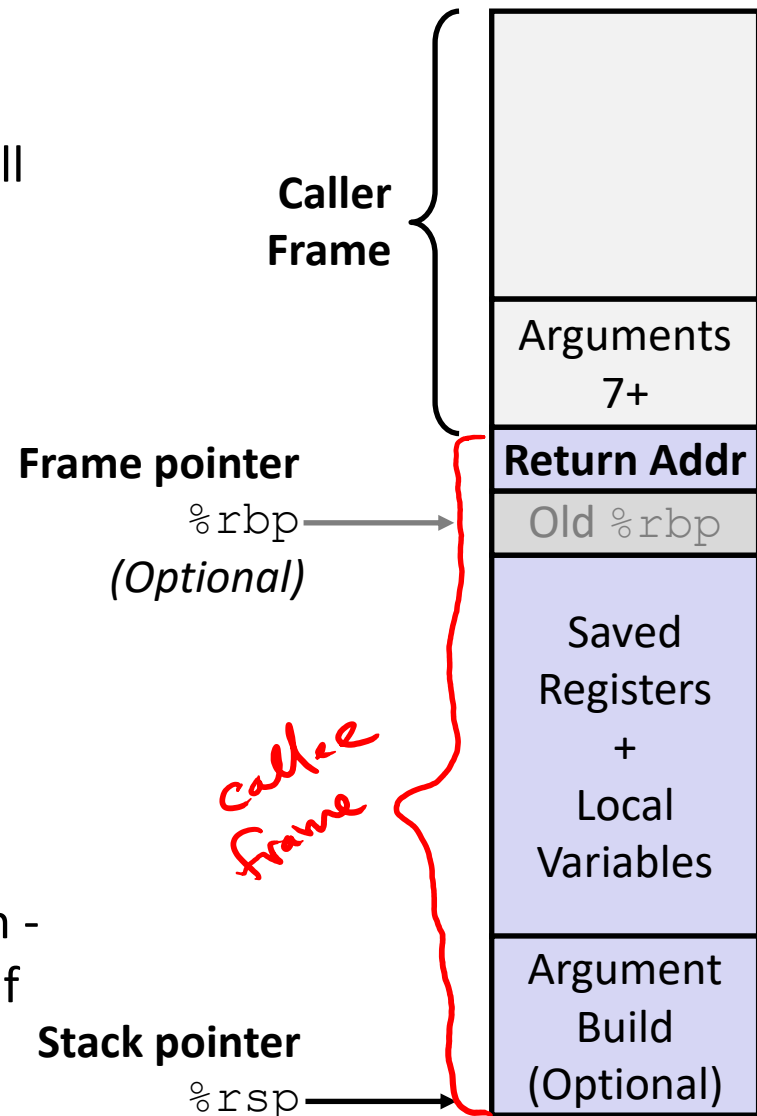 ll
Caller
Frame
Arguments
7+
Frame pointer
%rbp
(Optional)
Return Addr
Old %rbp
Saved
Registers
+
Local
Variables
callee
frame
n -
f
Stack pointer
%rsp
Argument
Build
(Optional)